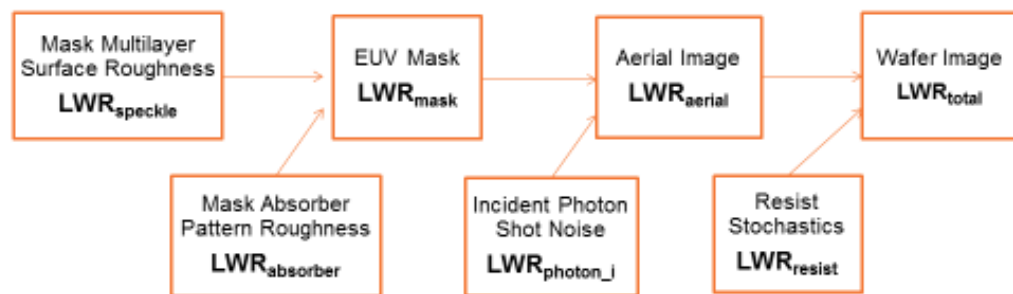 Mask Multilayer
Surface Roughness
LWRspeckle
EUV Mask
LWRmask
Aerial Image
LWRaerial
Wafer Image
LWRtotal
Mask Absorber
Pattern Roughness
LWRabsorber
Incident Photon
Shot Noise
LWRphoton_i
Resist
Stochastics
LWRresist